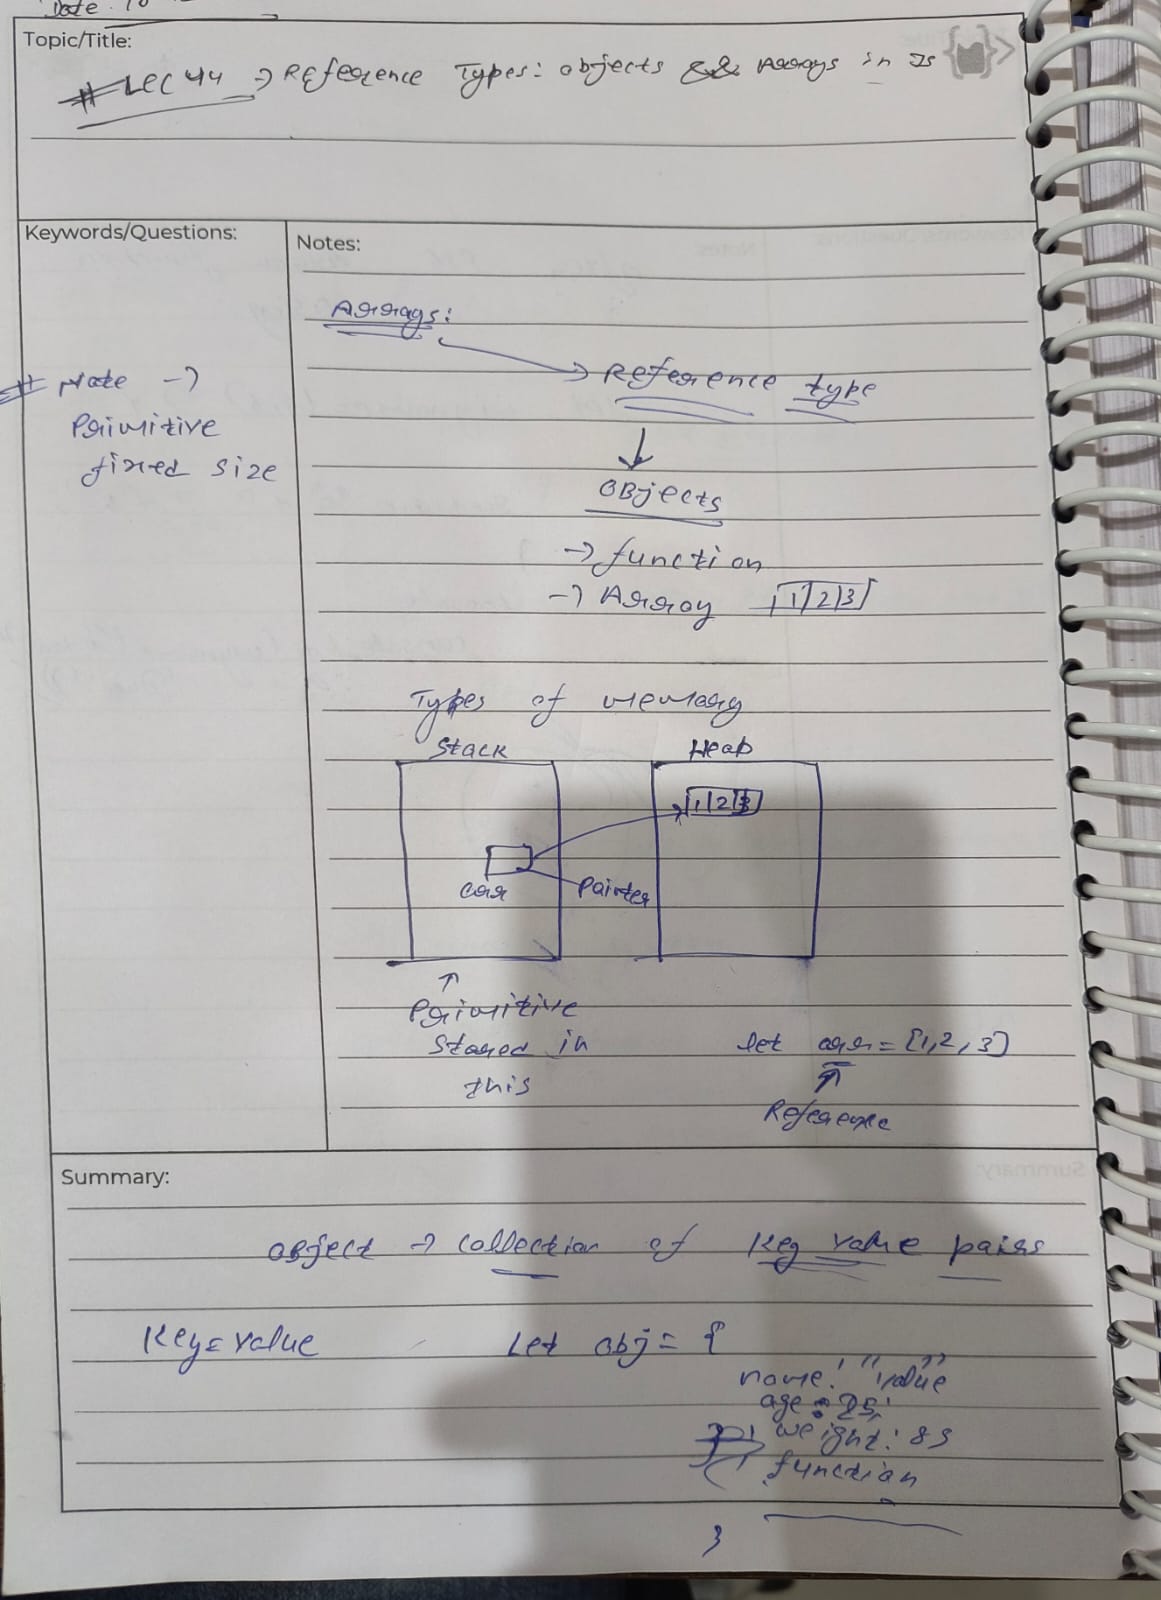 Date: 10
Topic/Title:
# Lec 44 -> Reference Types: objects && Arrays in Js
Keywords/Questions:
Notes:
Arrays:
-> Reference type
# Note ->
Primitive
fixed size
↓
Objects
-> function
-> Array 1 2 3
Types of memory
Stack Heap
1 2 3
arr Pointer
↑
Primitive
Stored in
this
let arr = [1, 2, 3]
↑
Reference
Summary:
Object -> Collection of Key value pairs
Key = value Let obj = {
name: "value"
age: 25,
weight: 85
function
}